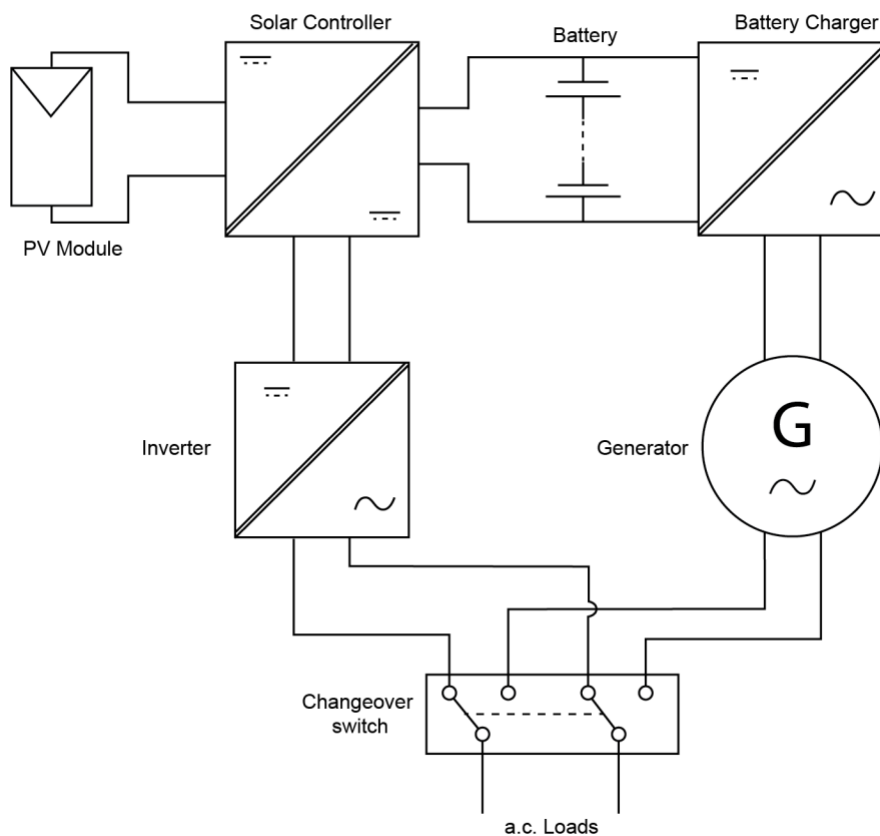 Solar Controller
Battery
Battery Charger
PV Module
Inverter
Generator
G
Changeover
switch
a.c. Loads